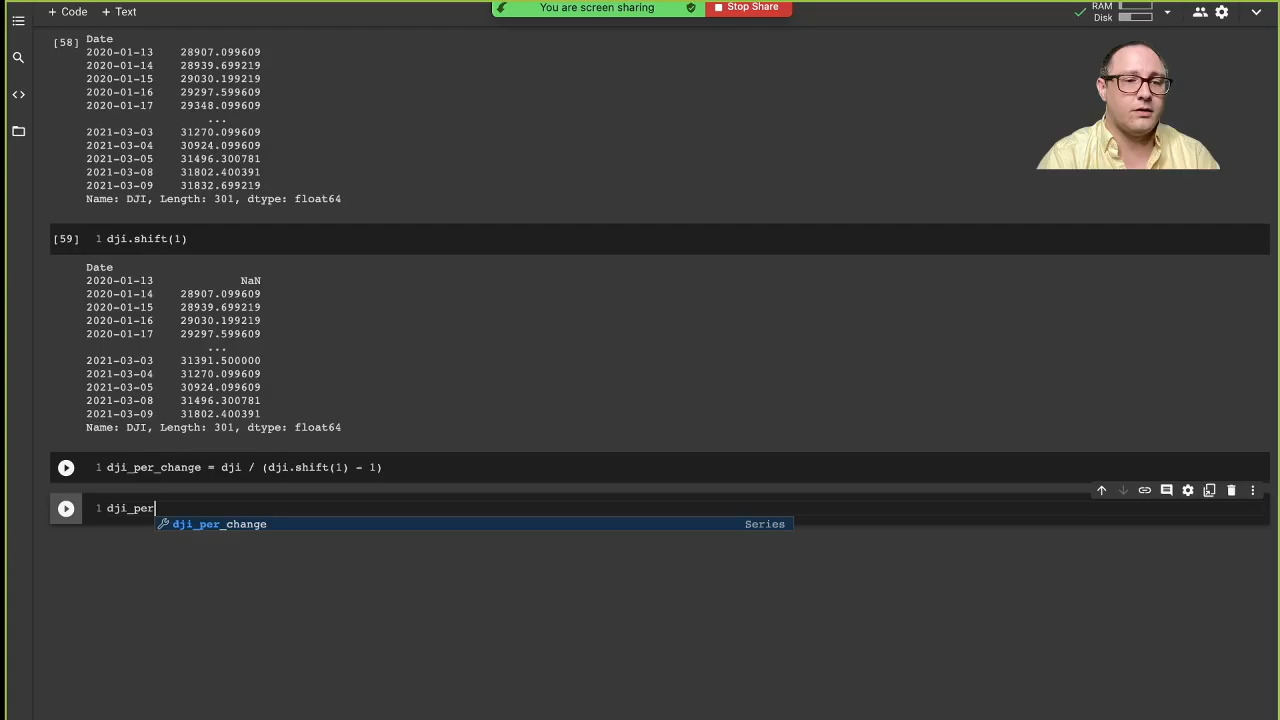 You are screen sharing
Stop Share
+ Code + Text
RAM
Disk
[58]
Date
2020-01-13 28907.099609
2020-01-14 28939.699219
2020-01-15 29030.199219
2020-01-16 29297.599609
2020-01-17 29348.099609
...
2021-03-03 31270.099609
2021-03-04 30924.099609
2021-03-05 31496.300781
2021-03-08 31802.400391
2021-03-09 31832.699219
Name: DJI, Length: 301, dtype: float64
[59] 1 dji.shift(1)
Date
2020-01-13 NaN
2020-01-14 28907.099609
2020-01-15 28939.699219
2020-01-16 29030.199219
2020-01-17 29297.599609
...
2021-03-03 31391.500000
2021-03-04 31270.099609
2021-03-05 30924.099609
2021-03-08 31496.300781
2021-03-09 31802.400391
Name: DJI, Length: 301, dtype: float64
1 dji_per_change = dji / (dji.shift(1) - 1)
1 dji_per
dji_per_change Series